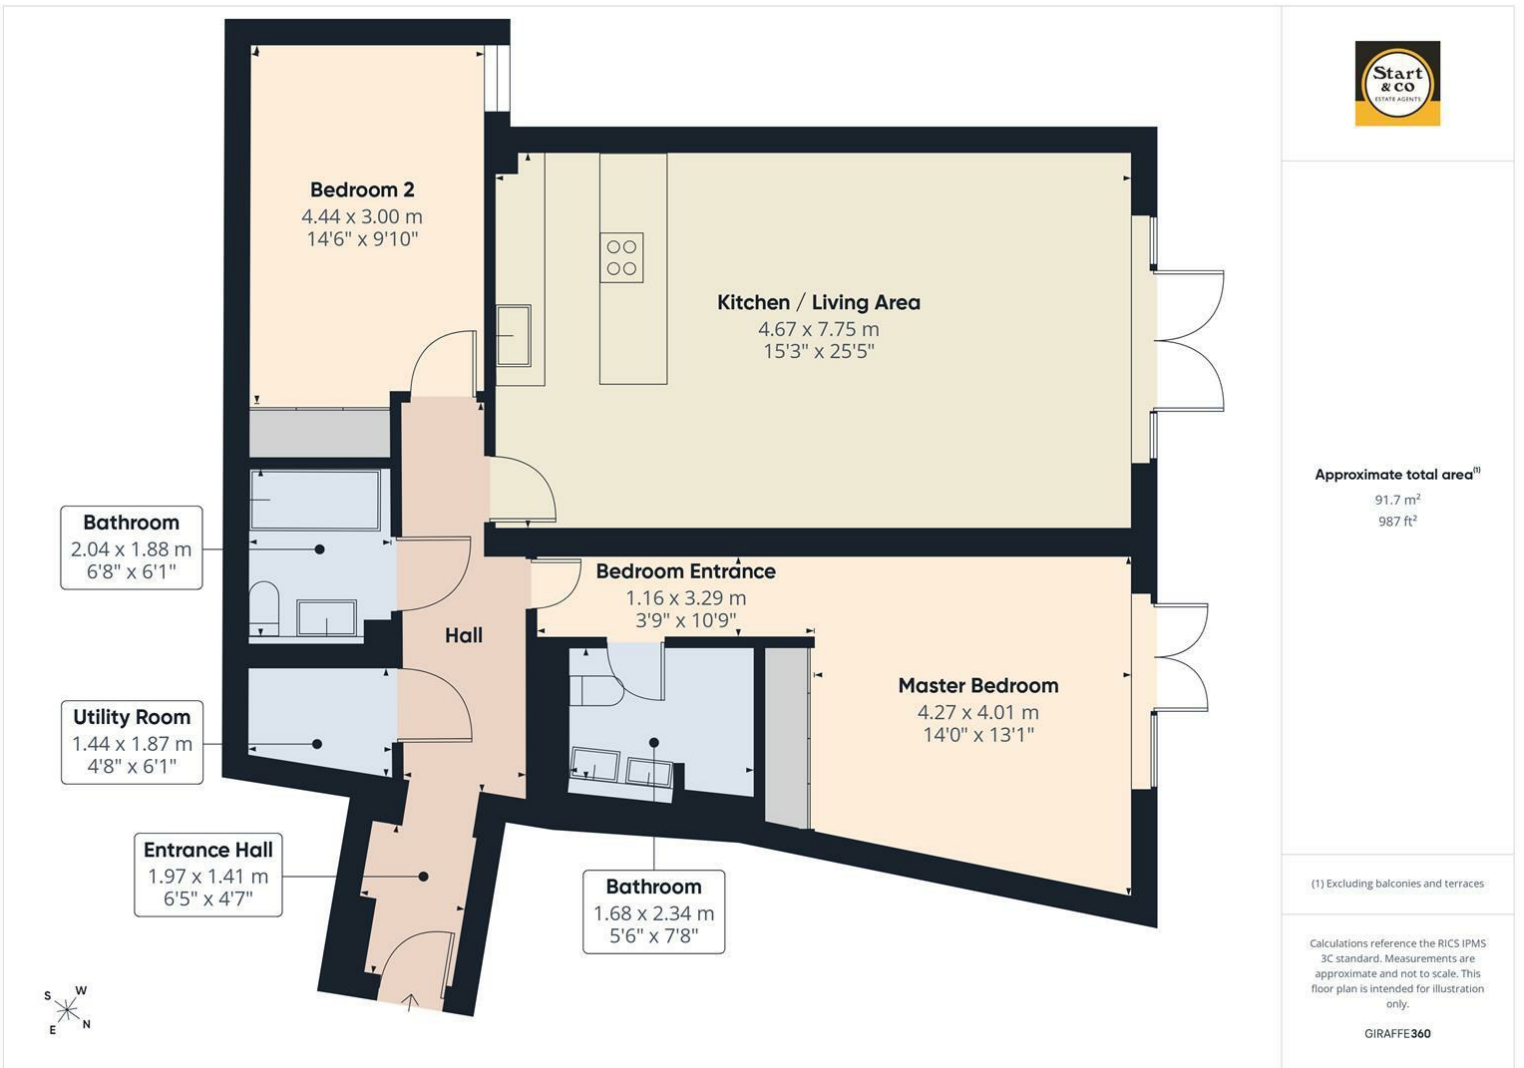 Bedroom 2
4.44 x 3.00 m
14'6" x 9'10"
Kitchen / Living Area
4.67 x 7.75 m
15'3" x 25'5"
Bathroom
2.04 x 1.88 m
6'8" x 6'1"
Hall
Bedroom Entrance
1.16 x 3.29 m
3'9" x 10'9"
Master Bedroom
4.27 x 4.01 m
14'0" x 13'1"
Utility Room
1.44 x 1.87 m
4'8" x 6'1"
Entrance Hall
1.97 x 1.41 m
6'5" x 4'7"
Bathroom
1.68 x 2.34 m
5'6" x 7'8"
S W
E N
Start
& CO
ESTATE AGENTS
Approximate total area(1)
91.7 m²
987 ft²
(1) Excluding balconies and terraces
Calculations reference the RICS IPMS
3C standard. Measurements are
approximate and not to scale. This
floor plan is intended for illustration
only.
GIRAFFE360